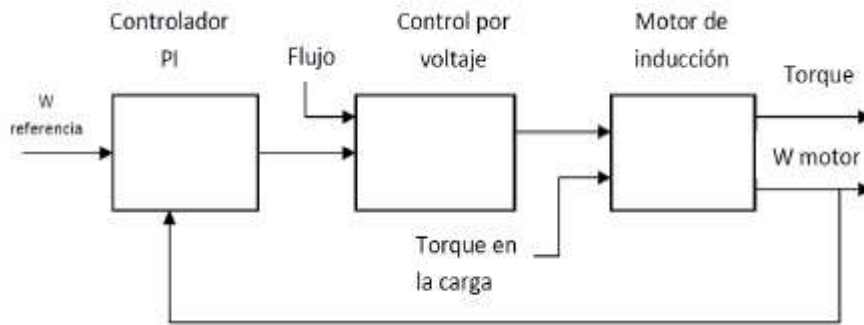 Controlador
PI
Flujo
Control por
voltaje
Motor de
inducción
Torque
W
referencia
W motor
Torque en
la carga